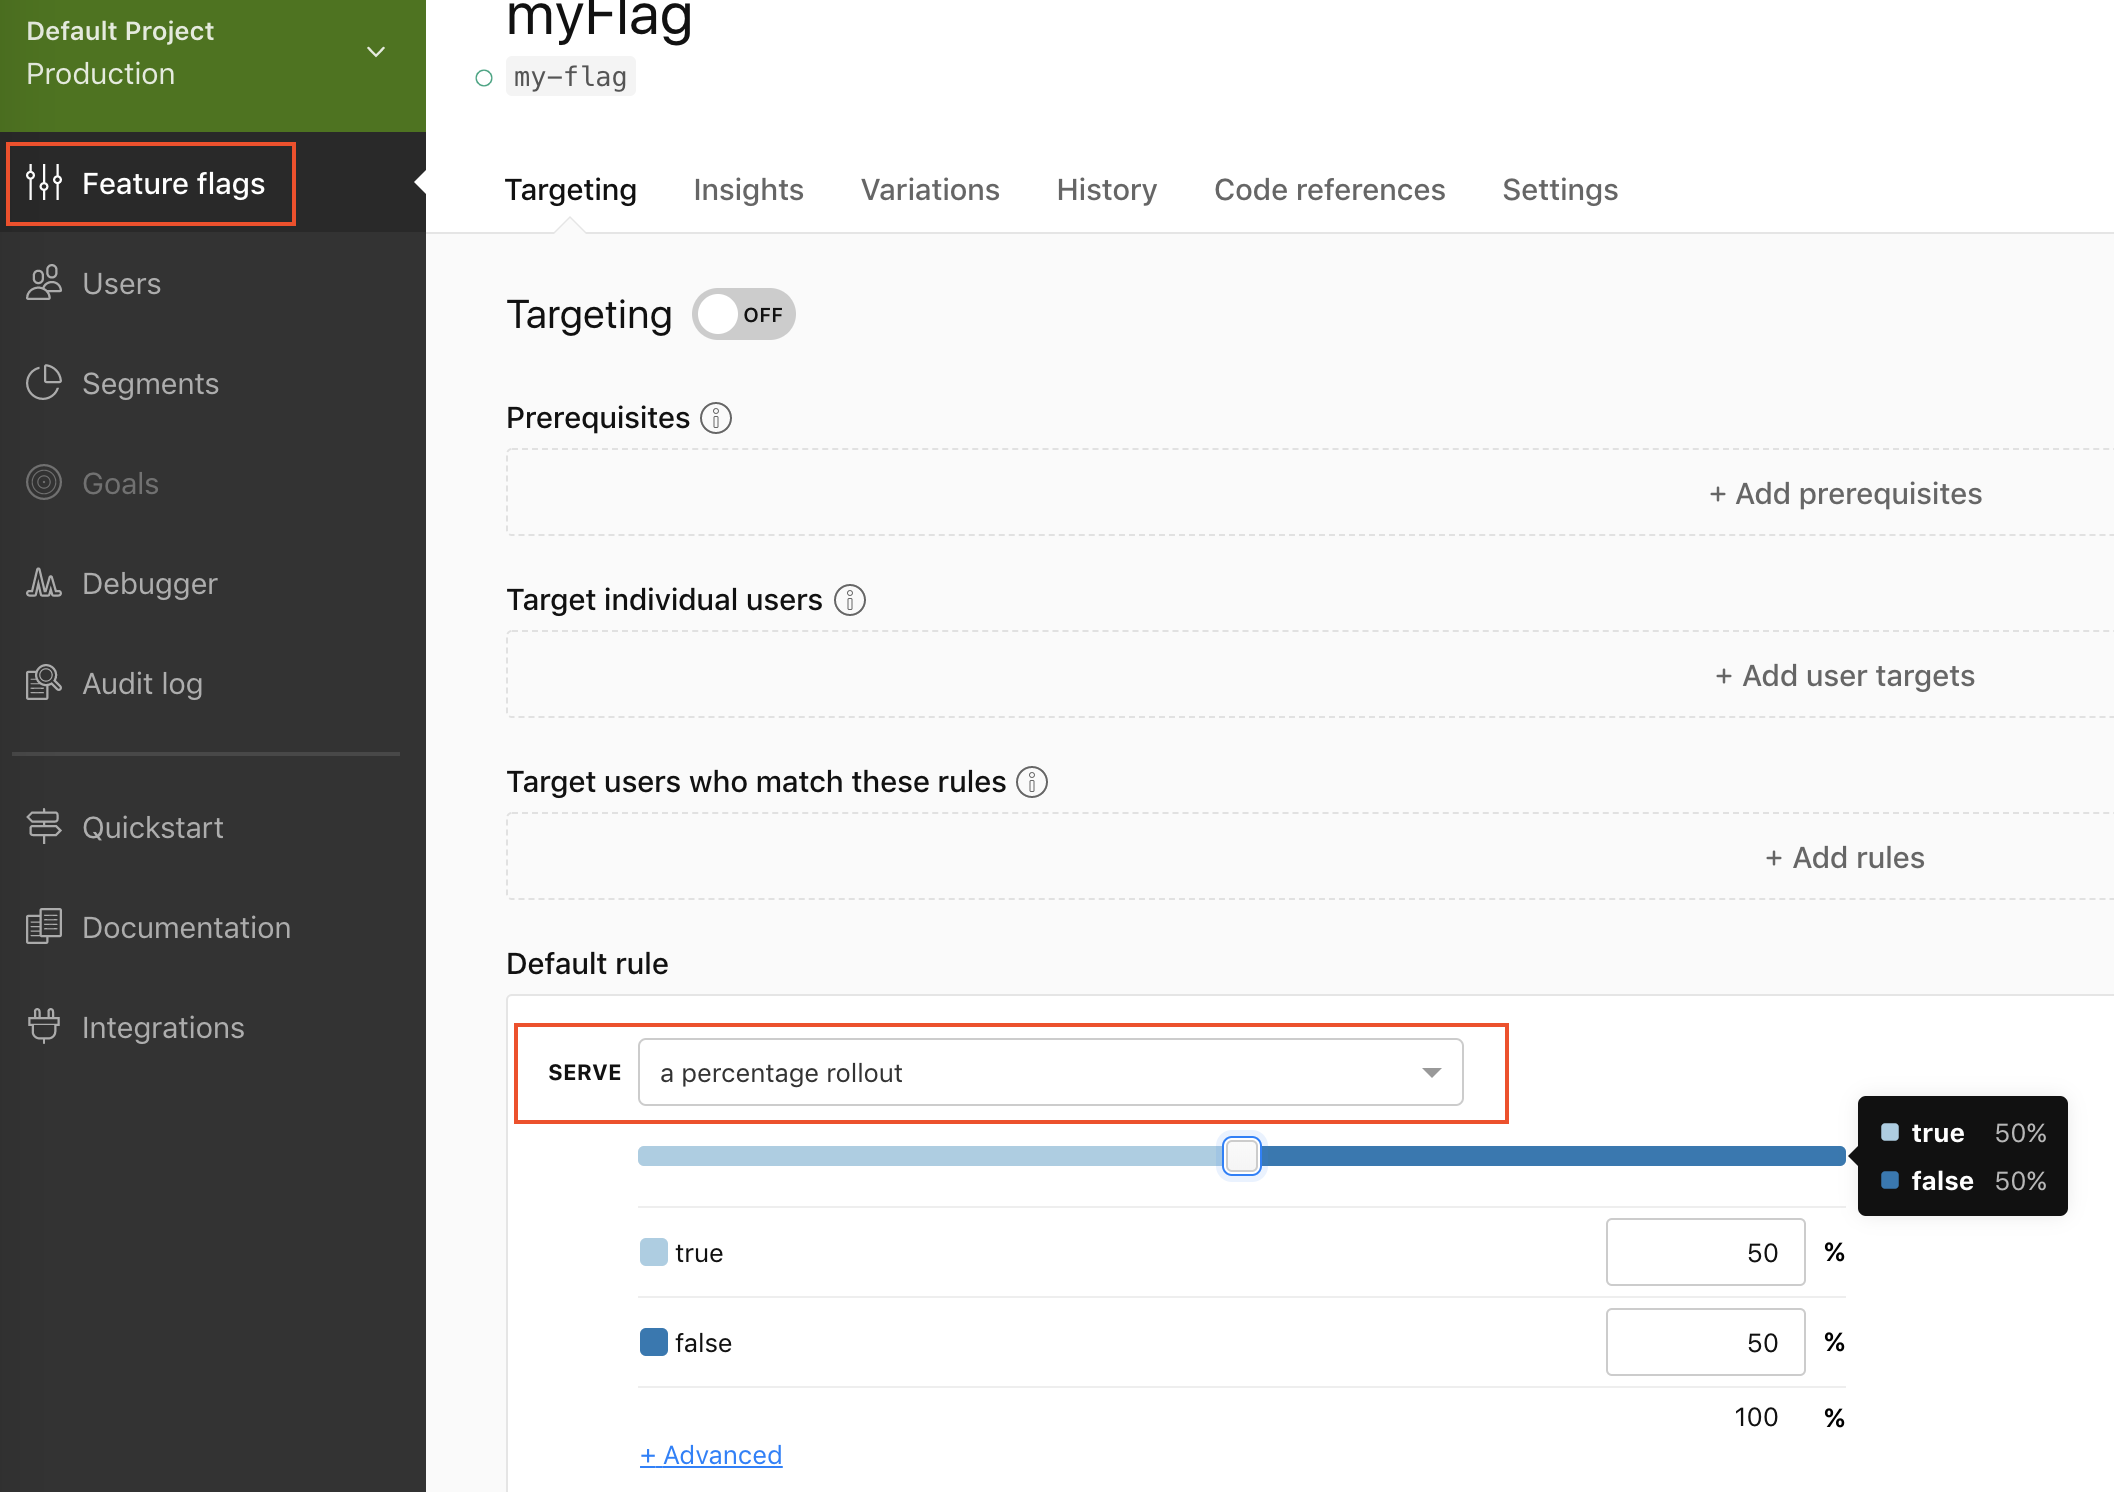 Default Project
Production
Feature flags
Users
Segments
Goals
Debugger
Audit log
Quickstart
Documentation
Integrations
myFlag
my-flag
Targeting Insights Variations History Code references Settings
Targeting OFF
Prerequisites
+ Add prerequisites
Target individual users
+ Add user targets
Target users who match these rules
+ Add rules
Default rule
SERVE a percentage rollout
true 50%
false 50%
true 50 %
false 50 %
100 %
+ Advanced